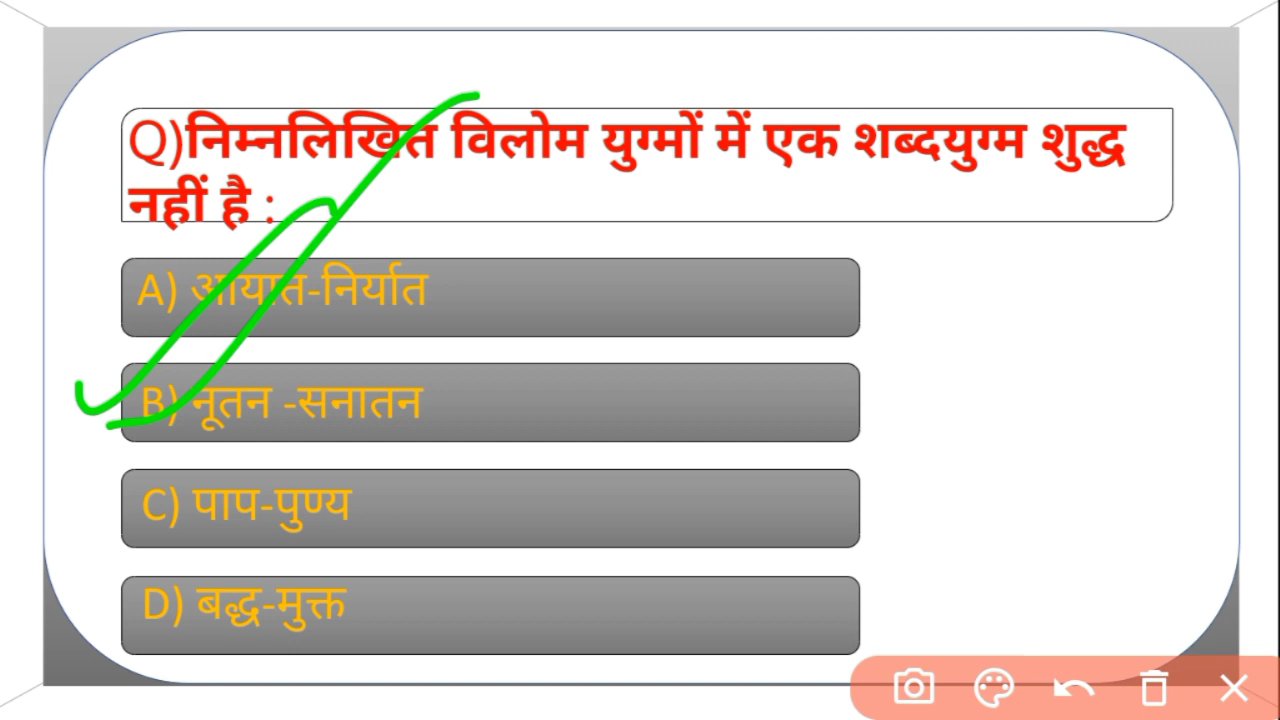 Q)निम्नलिखित विलोम युग्मों में एक शब्दयुग्म शुद्ध
नहीं है :
A) आयात-निर्यात
B) नूतन -सनातन
C) पाप-पुण्य
D) बद्ध-मुक्त